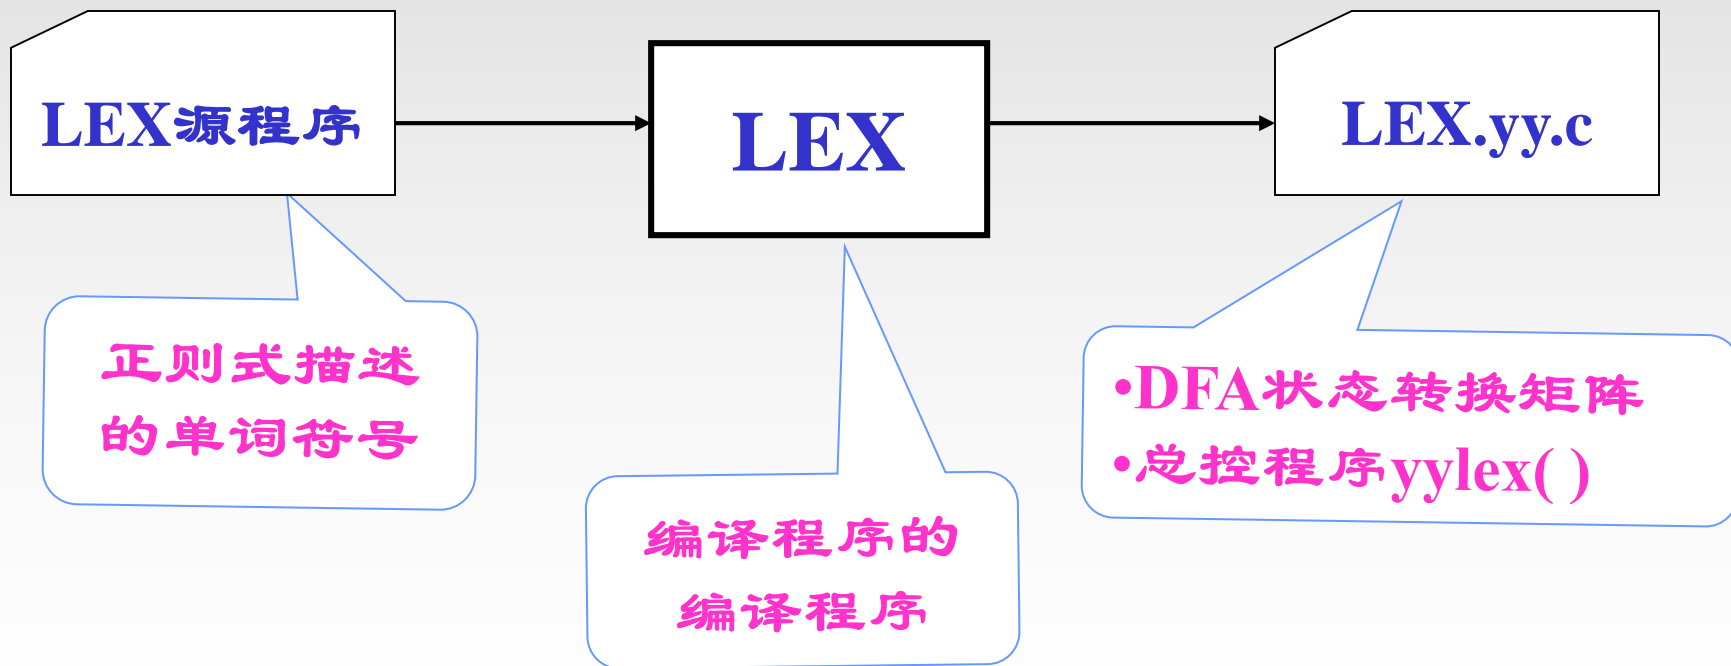 LEX源程序
LEX
LEX.yy.c
正则式描述
的单词符号
编译程序的
编译程序
•DFA状态转换矩阵
•总控程序yylex( )